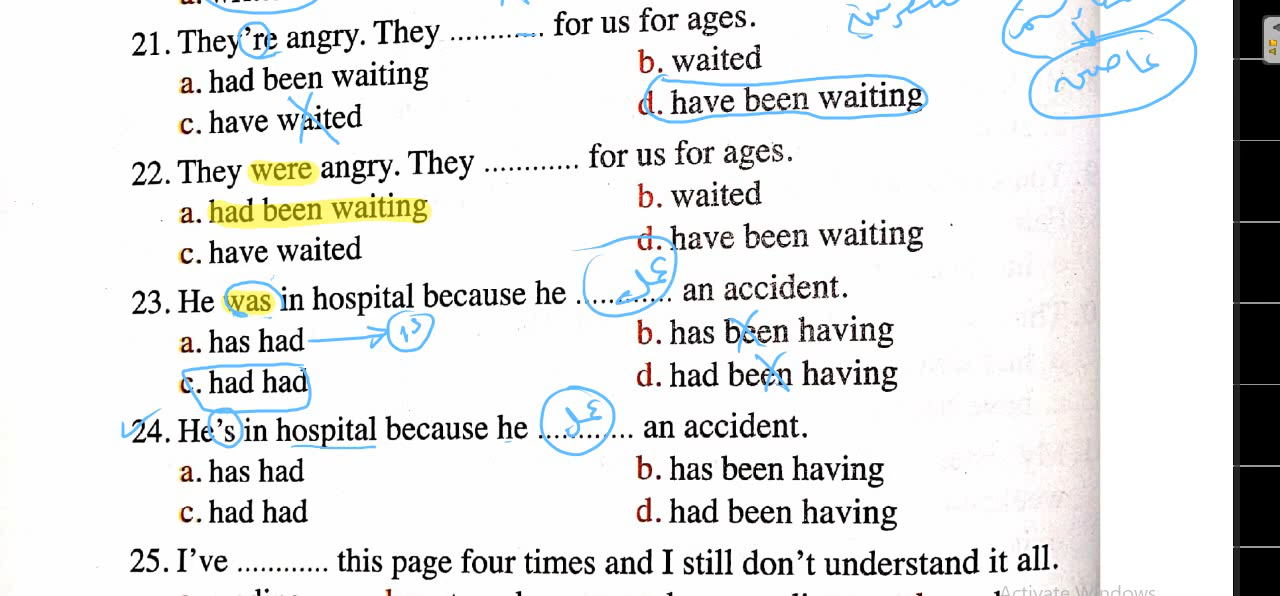 21. They're angry. They ............ for us for ages.
a. had been waiting b. waited
c. have waited d. have been waiting
22. They were angry. They ............ for us for ages.
a. had been waiting b. waited
c. have waited d. have been waiting
23. He was in hospital because he ............ an accident.
a. has had b. has been having
c. had had d. had been having
24. He's in hospital because he ............ an accident.
a. has had b. has been having
c. had had d. had been having
25. I've ............ this page four times and I still don't understand it all.
Activate Windows